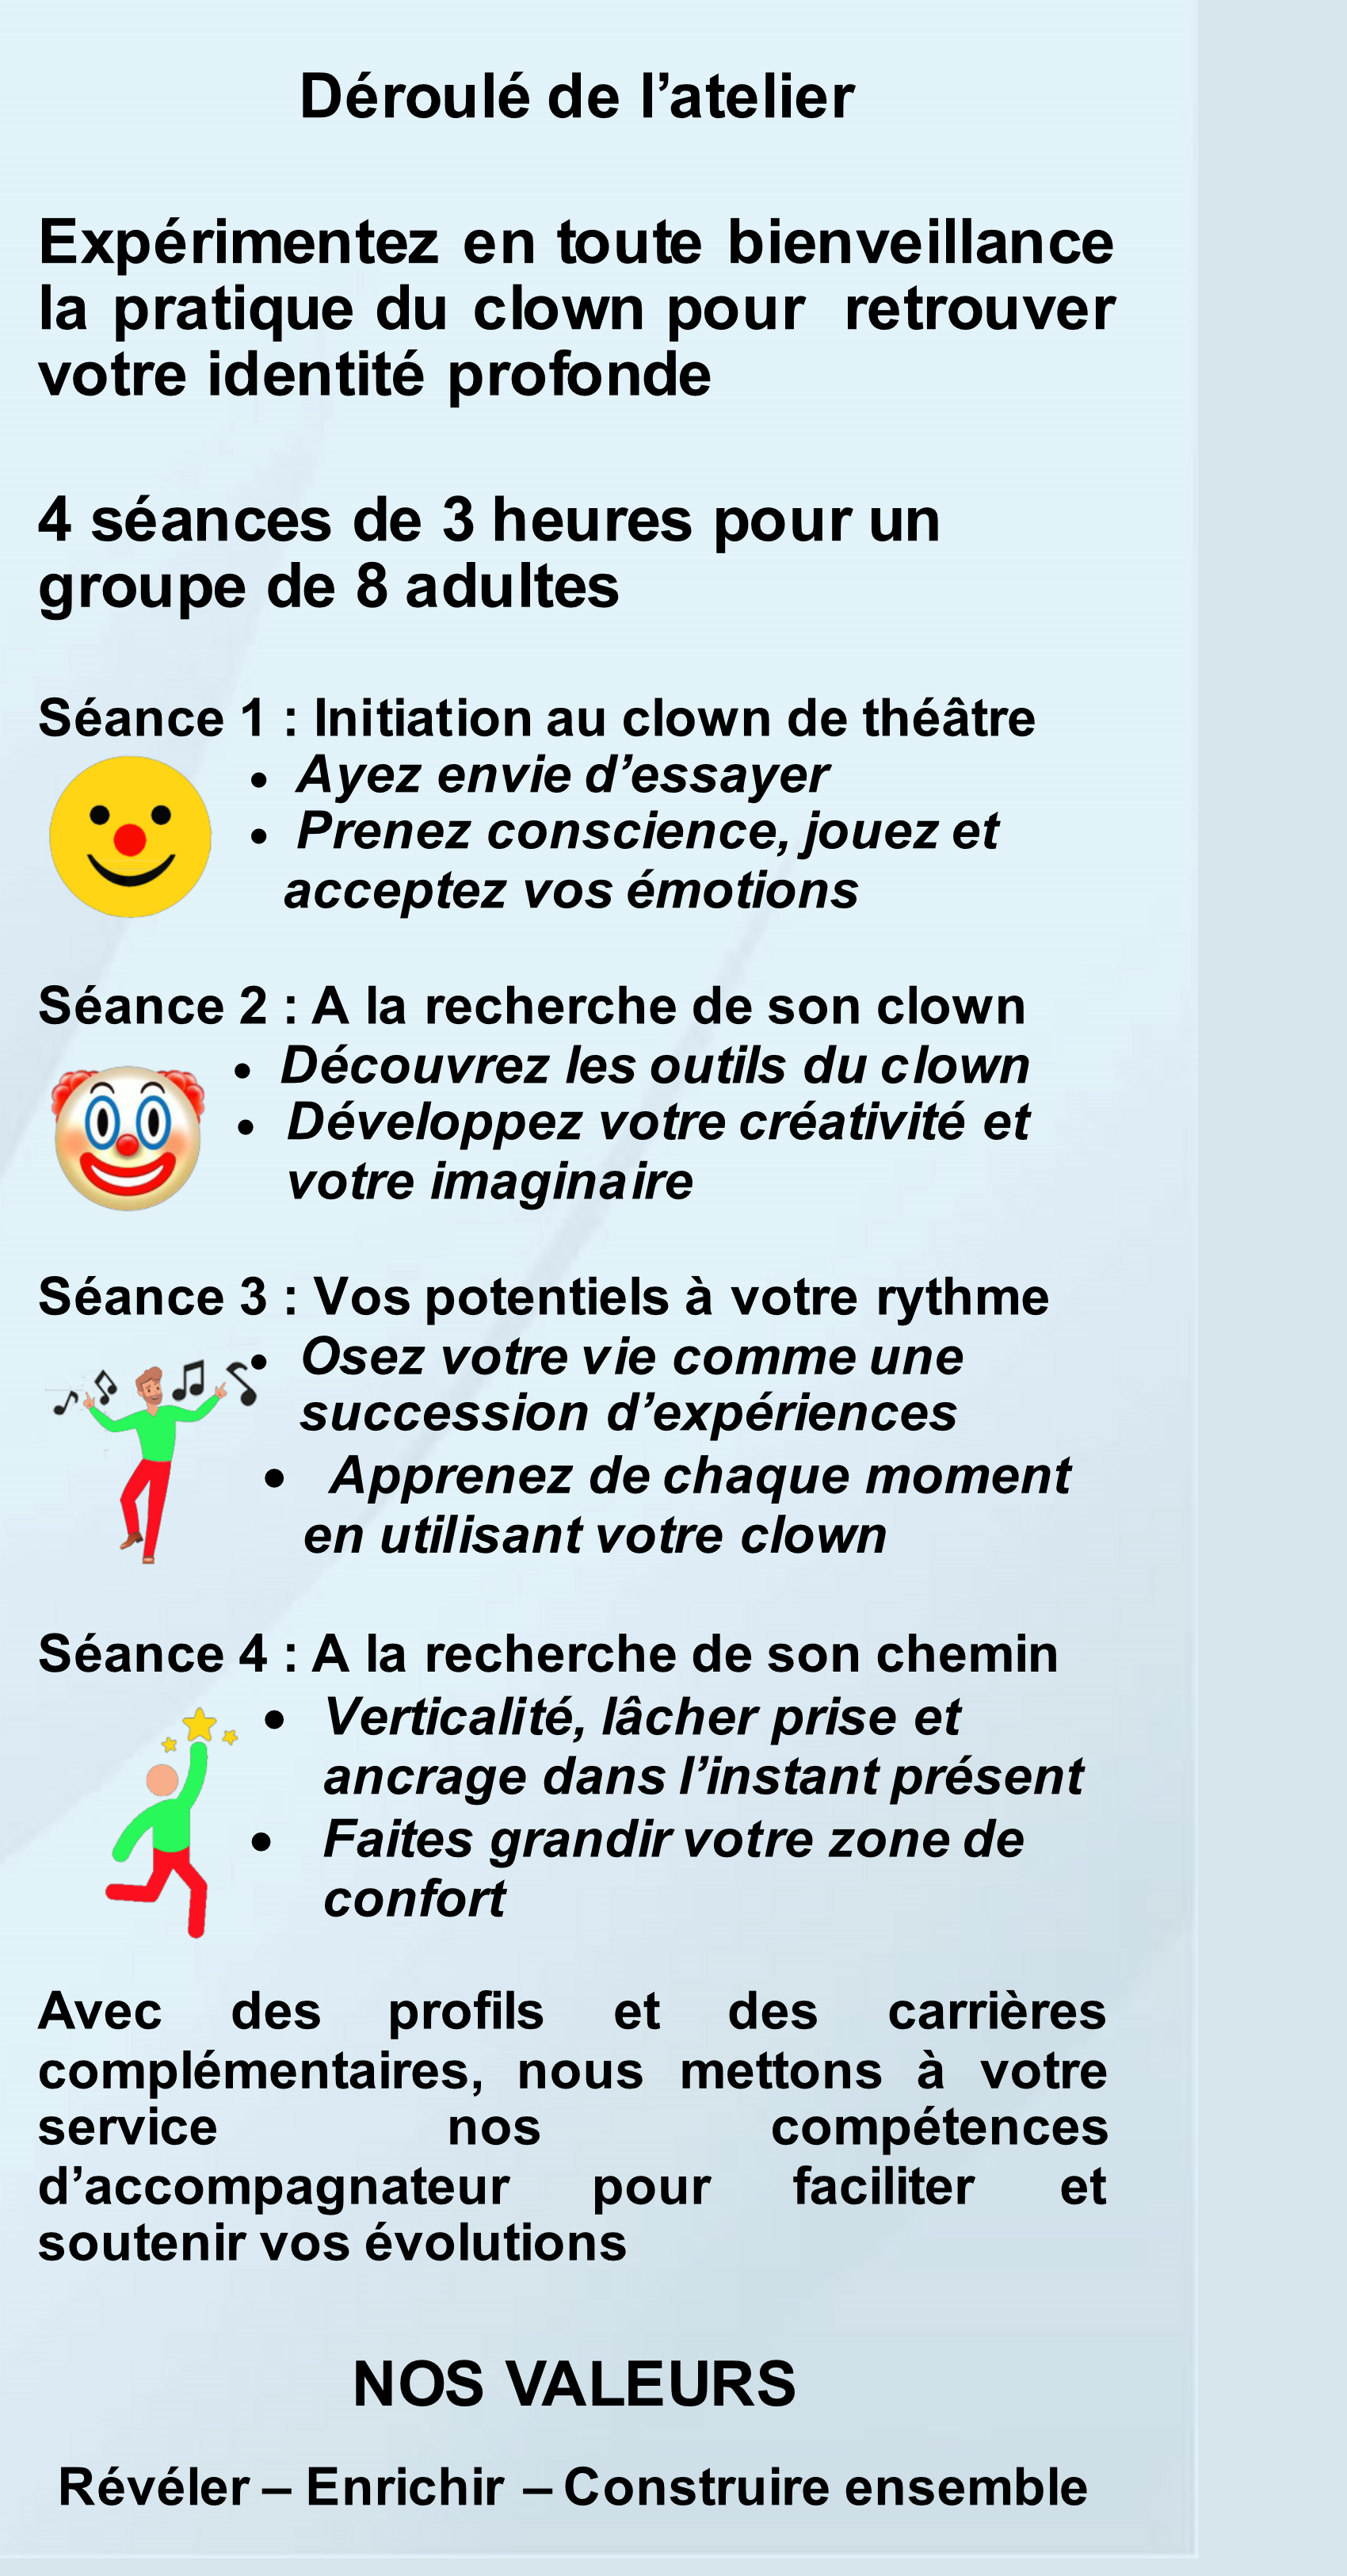 Déroulé de l’atelier
Expérimentez en toute bienveillance
la pratique du clown pour retrouver
votre identité profonde
4 séances de 3 heures pour un
groupe de 8 adultes
Séance 1 : Initiation au clown de théâtre
• Ayez envie d’essayer
• Prenez conscience, jouez et
acceptez vos émotions
Séance 2 : A la recherche de son clown
• Découvrez les outils du clown
• Développez votre créativité et
votre imaginaire
Séance 3 : Vos potentiels à votre rythme
• Osez votre vie comme une
succession d’expériences
• Apprenez de chaque moment
en utilisant votre clown
Séance 4 : A la recherche de son chemin
• Verticalité, lâcher prise et
ancrage dans l’instant présent
• Faites grandir votre zone de
confort
Avec des profils et des carrières
complémentaires, nous mettons à votre
service nos compétences
d’accompagnateur pour faciliter et
soutenir vos évolutions
NOS VALEURS
Révéler – Enrichir – Construire ensemble